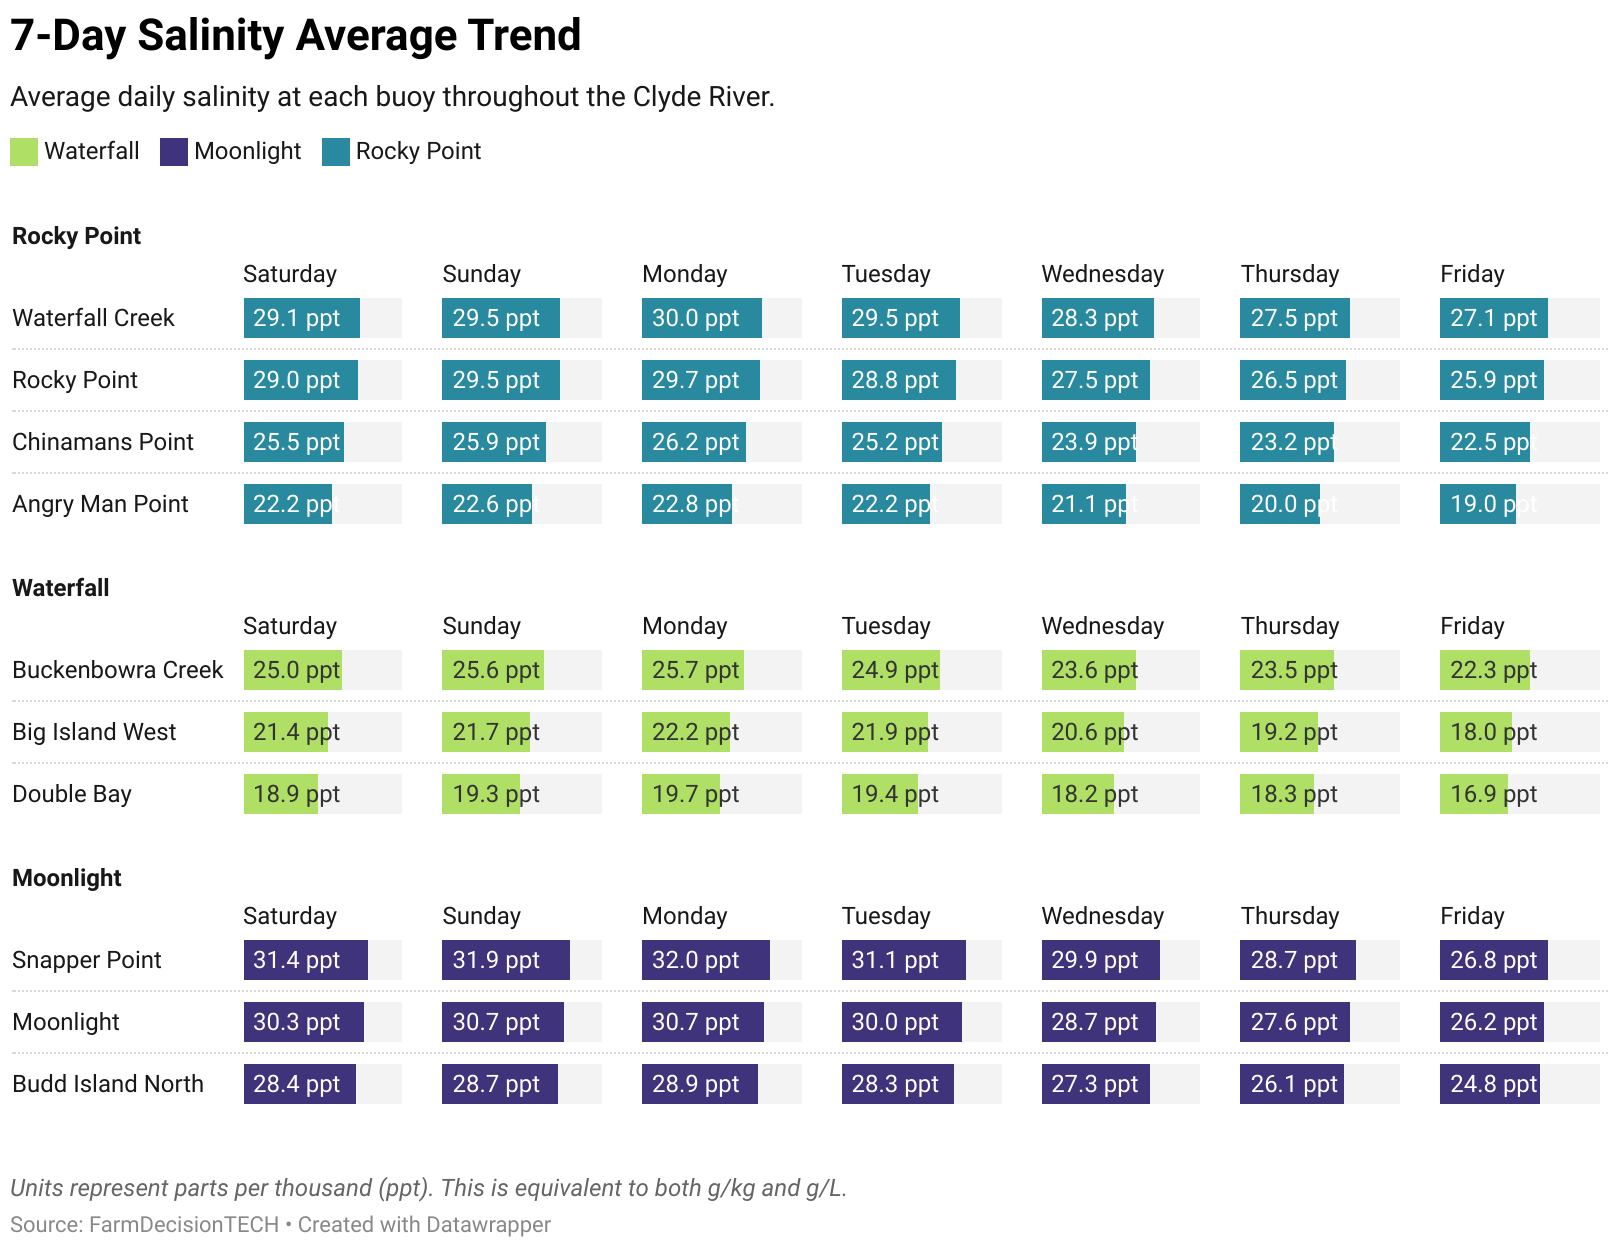 7-Day Salinity Average Trend
Average daily salinity at each buoy throughout the Clyde River.
Waterfall Moonlight Rocky Point
Rocky Point
Saturday Sunday Monday Tuesday Wednesday Thursday Friday
Waterfall Creek 29.1 ppt 29.5 ppt 30.0 ppt 29.5 ppt 28.3 ppt 27.5 ppt 27.1 ppt
Rocky Point 29.0 ppt 29.5 ppt 29.7 ppt 28.8 ppt 27.5 ppt 26.5 ppt 25.9 ppt
Chinamans Point 25.5 ppt 25.9 ppt 26.2 ppt 25.2 ppt 23.9 ppt 23.2 ppt 22.5 ppt
Angry Man Point 22.2 ppt 22.6 ppt 22.8 ppt 22.2 ppt 21.1 ppt 20.0 ppt 19.0 ppt
Waterfall
Saturday Sunday Monday Tuesday Wednesday Thursday Friday
Buckenbowra Creek 25.0 ppt 25.6 ppt 25.7 ppt 24.9 ppt 23.6 ppt 23.5 ppt 22.3 ppt
Big Island West 21.4 ppt 21.7 ppt 22.2 ppt 21.9 ppt 20.6 ppt 19.2 ppt 18.0 ppt
Double Bay 18.9 ppt 19.3 ppt 19.7 ppt 19.4 ppt 18.2 ppt 18.3 ppt 16.9 ppt
Moonlight
Saturday Sunday Monday Tuesday Wednesday Thursday Friday
Snapper Point 31.4 ppt 31.9 ppt 32.0 ppt 31.1 ppt 29.9 ppt 28.7 ppt 26.8 ppt
Moonlight 30.3 ppt 30.7 ppt 30.7 ppt 30.0 ppt 28.7 ppt 27.6 ppt 26.2 ppt
Budd Island North 28.4 ppt 28.7 ppt 28.9 ppt 28.3 ppt 27.3 ppt 26.1 ppt 24.8 ppt
Units represent parts per thousand (ppt). This is equivalent to both g/kg and g/L.
Source: FarmDecisionTECH • Created with Datawrapper